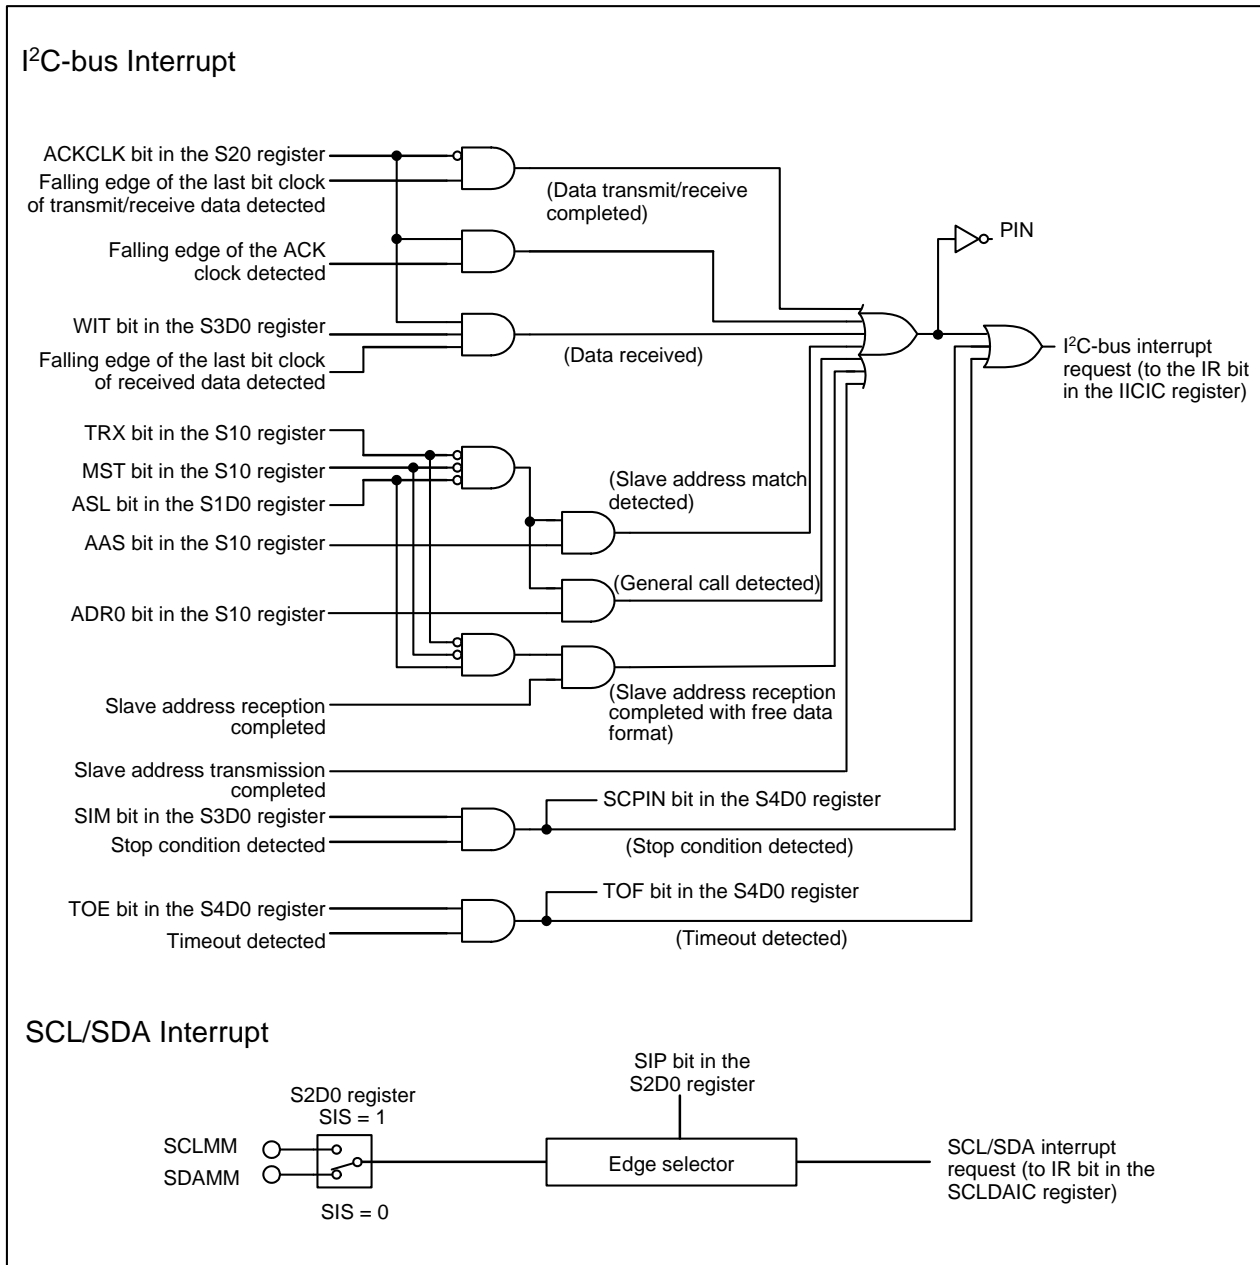 I²C-bus Interrupt
ACKCLK bit in the S20 register
Falling edge of the last bit clock
of transmit/receive data detected
(Data transmit/receive
completed)
PIN
Falling edge of the ACK
clock detected
WIT bit in the S3D0 register
Falling edge of the last bit clock
of received data detected
(Data received)
I²C-bus interrupt
request (to the IR bit
in the IICIC register)
TRX bit in the S10 register
MST bit in the S10 register
ASL bit in the S1D0 register
(Slave address match
detected)
AAS bit in the S10 register
(General call detected)
ADR0 bit in the S10 register
Slave address reception
completed
(Slave address reception
completed with free data
format)
Slave address transmission
completed
SCPIN bit in the S4D0 register
SIM bit in the S3D0 register
Stop condition detected
(Stop condition detected)
TOF bit in the S4D0 register
TOE bit in the S4D0 register
Timeout detected
(Timeout detected)
SCL/SDA Interrupt
SIP bit in the
S2D0 register
S2D0 register
SIS = 1
SCLMM
SDAMM
SIS = 0
Edge selector
SCL/SDA interrupt
request (to IR bit in the
SCLDAIC register)